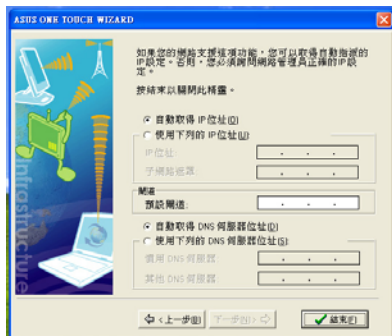 ASUS ONE TOUCH WIZARD
如果您的網路支援這項功能,您可以取得自動指派的
IP設定。否則,您必須詢問網路管理員正確的IP設
定。
按結束以關閉此精靈。
自動取得 IP位址(O)
使用下列的 IP位址(U):
IP位址:
子網路遮罩:
閘道
預設閘道:
自動取得 DNS 伺服器位址(D)
使用下列的 DNS 伺服器位址(S):
慣用 DNS 伺服器:
其他 DNS 伺服器:
<上一步(B)
下一步(N)>
結束(F)
infrastructure